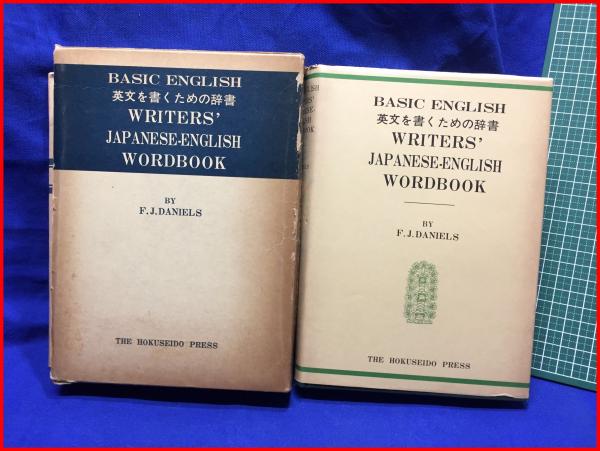 BASIC ENGLISH
英文を書くための辞書
WRITERS'
JAPANESE-ENGLISH
WORDBOOK
BY
F. J. DANIELS
THE HOKUSEIDO PRESS
BASIC ENGLISH
英文を書くための辞書
WRITERS'
JAPANESE-ENGLISH
WORDBOOK
BY
F. J. DANIELS
THE HOKUSEIDO PRESS